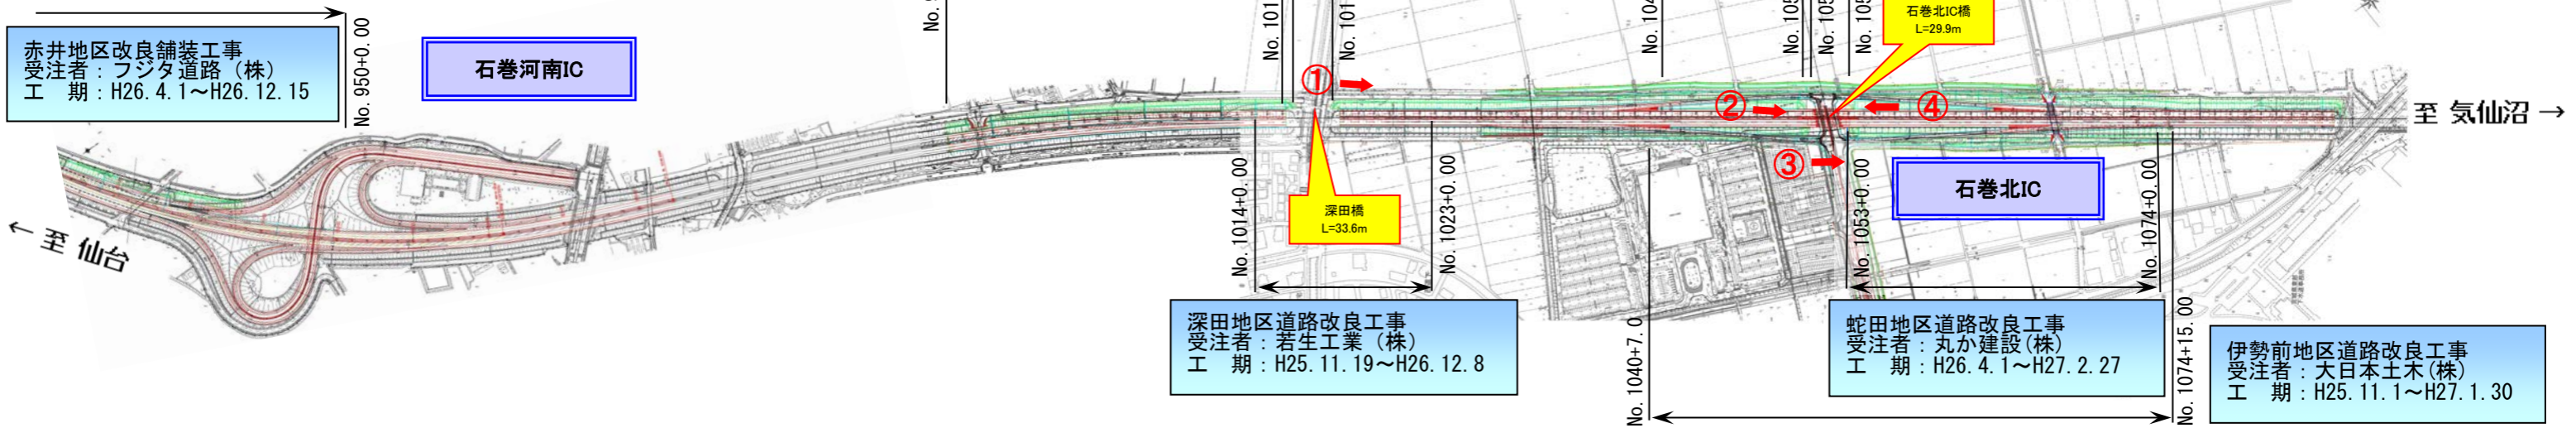 赤井地区改良舗装工事
受注者：フジタ道路（株）
工　期：H26.4.1～H26.12.15
No.950+0.00
石巻河南IC
石巻北IC橋
L=29.9m
①
②
④
③
至 気仙沼 →
← 至 仙台
深田橋
L=33.6m
石巻北IC
No.1014+0.00
No.1023+0.00
No.1053+0.00
No.1074+0.00
No.1040+7.0
No.1074+15.00
深田地区道路改良工事
受注者：若生工業（株）
工　期：H25.11.19～H26.12.8
蛇田地区道路改良工事
受注者：丸か建設(株)
工　期：H26.4.1～H27.2.27
伊勢前地区道路改良工事
受注者：大日本土木(株)
工　期：H25.11.1～H27.1.30